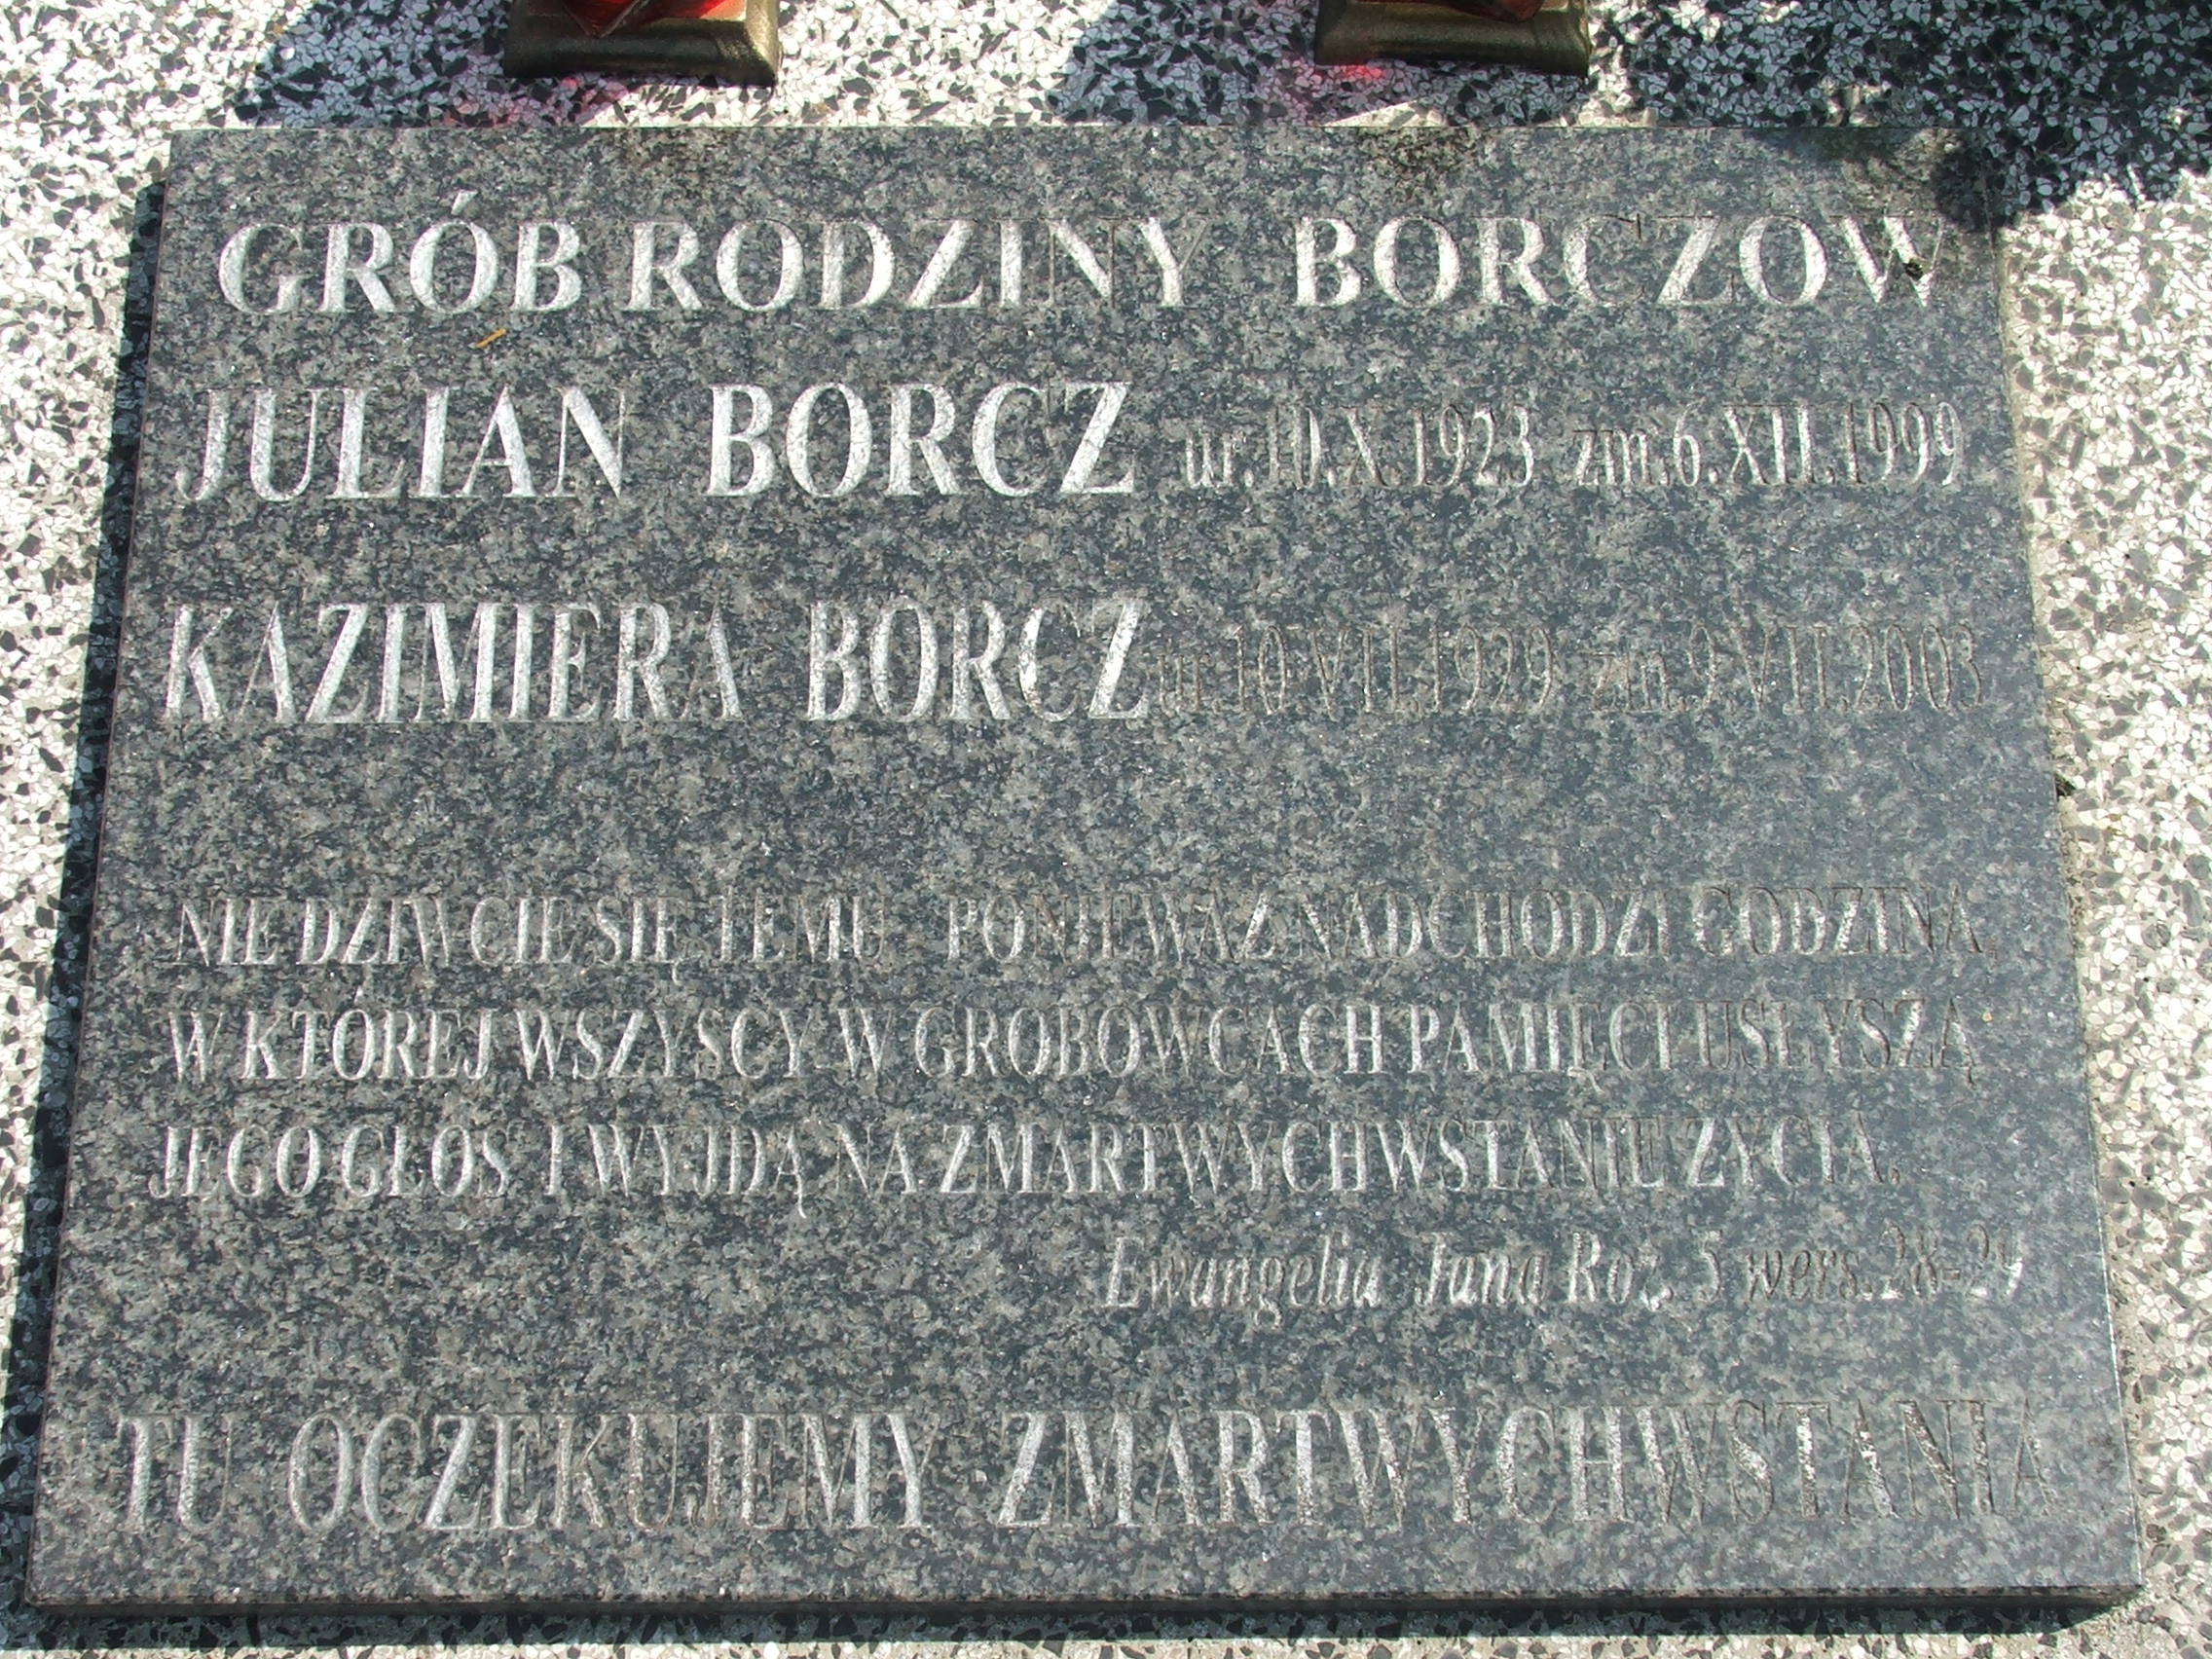 GRÓB RODZINY BORCZOW
JULIAN BORCZ ur.10.X.1923 zm.6.XII.1999
KAZIMIERA BORCZ ur.10.VII.1929 zm.9.VII.2003
NIE DZIWCIE SIĘ TEMU PONIEWAŻ NADCHODZI GODZINA,
W KTÓREJ WSZYSCY W GROBOWCACH PAMIĘCI USŁYSZĄ
JEGO GŁOS I WYJDĄ NA ZMARTWYCHWSTANIE ŻYCIA.
Ewangelia Jana Roz. 5 wers.28-29
TU OCZEKUJEMY ZMARTWYCHWSTANIA